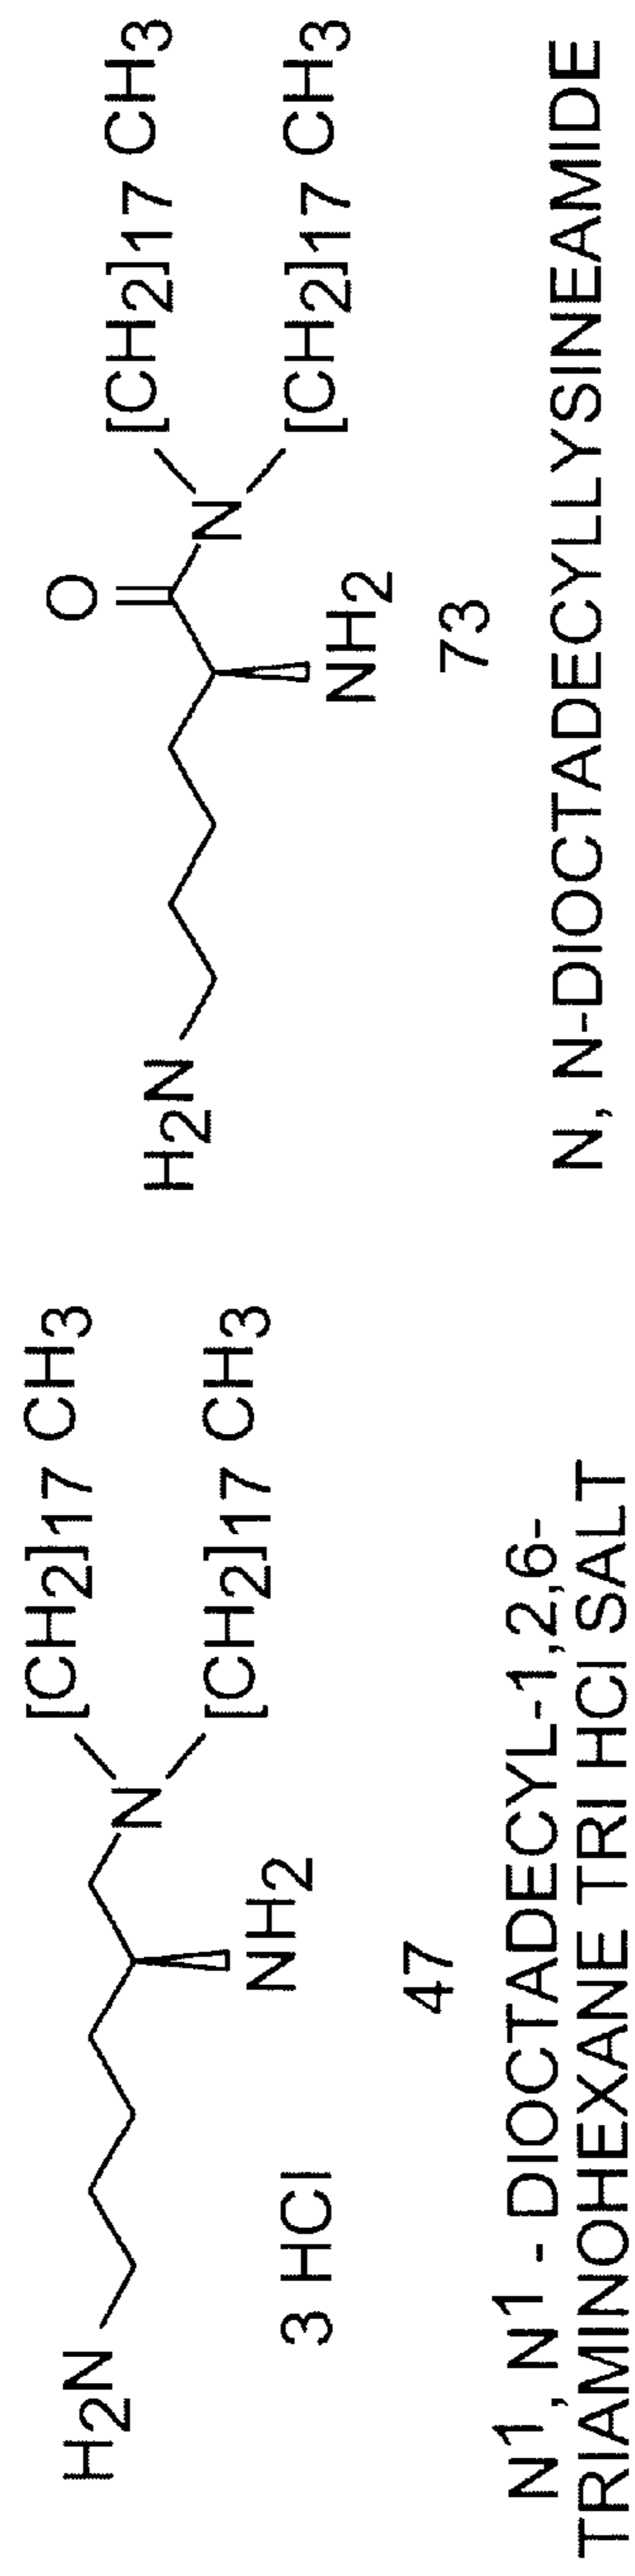 H2N
N
[CH2]17 CH3
[CH2]17 CH3
NH2
3 HCl
47
N1, N1 - DIOCTADECYL-1,2,6-
TRIAMINOHEXANE TRI HCl SALT
O
H2N
N
[CH2]17 CH3
[CH2]17 CH3
NH2
73
N, N-DIOCTADECYLLYSINEAMIDE